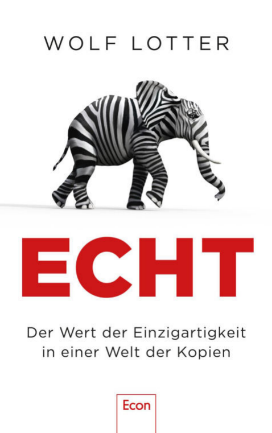 WOLF LOTTER
ECHT
Der Wert der Einzigartigkeit
in einer Welt der Kopien
Econ